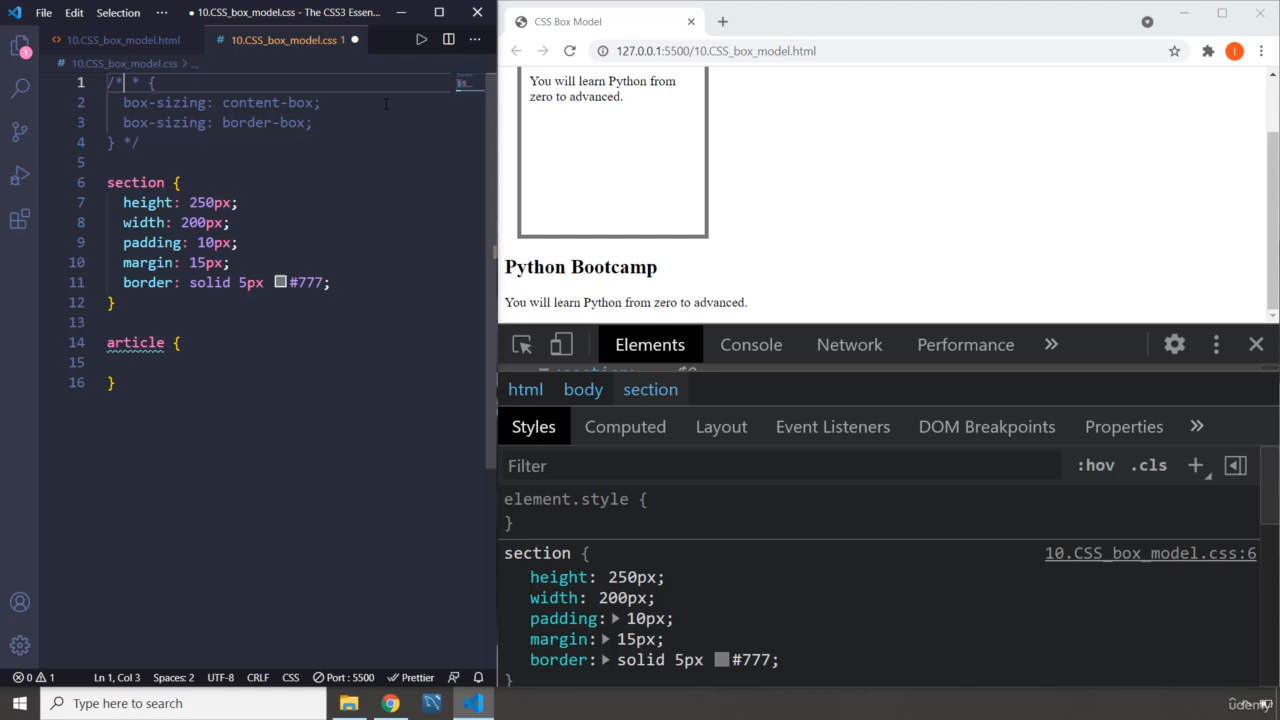 File Edit Selection ··· 10.CSS_box_model.css - The CSS3 Essen...
10.CSS_box_model.html
10.CSS_box_model.css 1
10.CSS_box_model.css > ...
1 /* * {
2 box-sizing: content-box;
3 box-sizing: border-box;
4 } */
5
6 section {
7 height: 250px;
8 width: 200px;
9 padding: 10px;
10 margin: 15px;
11 border: solid 5px #777;
12 }
13
14 article {
15
16 }
1
0 1 Ln 1, Col 3 Spaces: 2 UTF-8 CRLF CSS Port : 5500 Prettier
CSS Box Model
127.0.0.1:5500/10.CSS_box_model.html
I
You will learn Python from
zero to advanced.
Python Bootcamp
You will learn Python from zero to advanced.
Elements Console Network Performance
html body section
Styles Computed Layout Event Listeners DOM Breakpoints Properties
Filter :hov .cls
element.style {
}
section { 10.CSS_box_model.css:6
height: 250px;
width: 200px;
padding: 10px;
margin: 15px;
border: solid 5px #777;
}
Type here to search
udemy